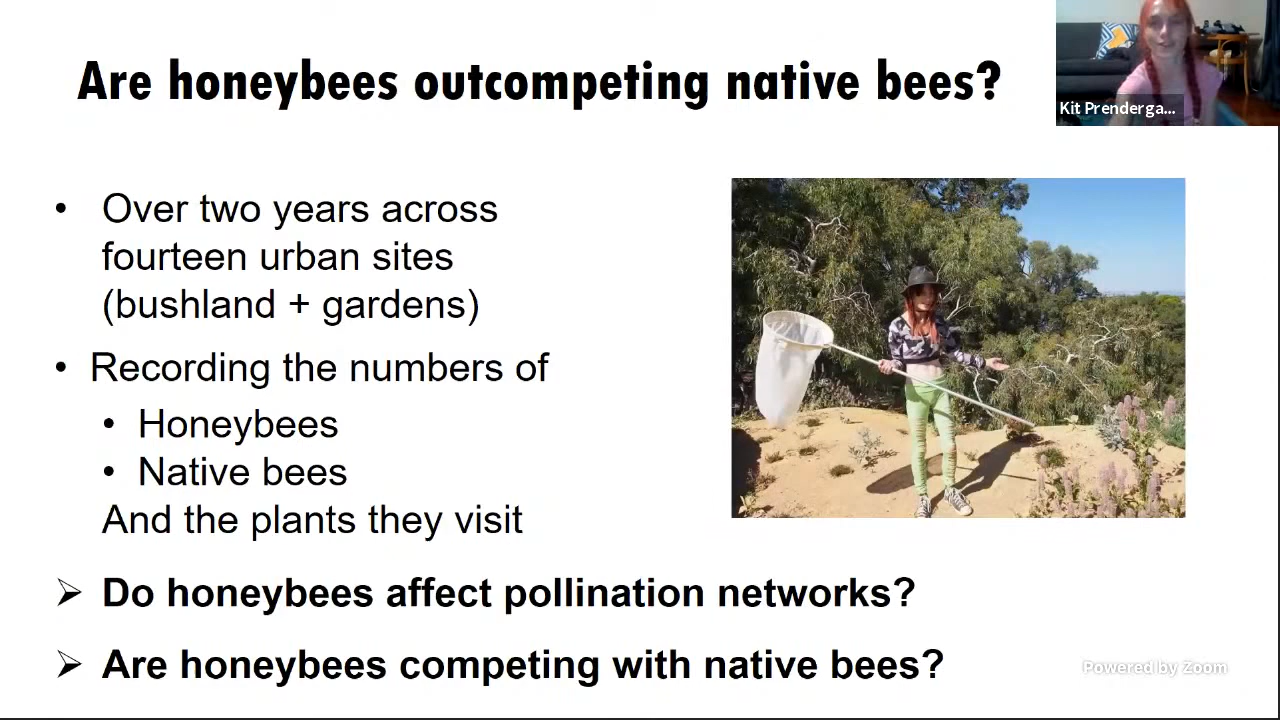 Are honeybees outcompeting native bees?
Kit Prenderga...
• Over two years across
fourteen urban sites
(bushland + gardens)
• Recording the numbers of
• Honeybees
• Native bees
And the plants they visit
➢ Do honeybees affect pollination networks?
➢ Are honeybees competing with native bees?
Powered by Zoom